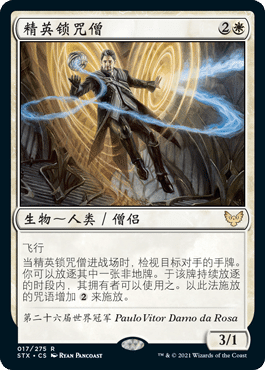 精英锁咒僧 2
生物～人类／僧侣
飞行
当精英锁咒僧进战场时，检视目标对手的手牌。
你可以放逐其中一张非地牌。于该牌持续放逐
的时段内，其拥有者可以使用之。以此法施放
的咒语增加 2 来施放。
第二十六届世界冠军 PauloVitor Damo da Rosa
3/1
017/275 R
STX • CS RYAN PANCOAST
™ & © 2021 Wizards of the Coast